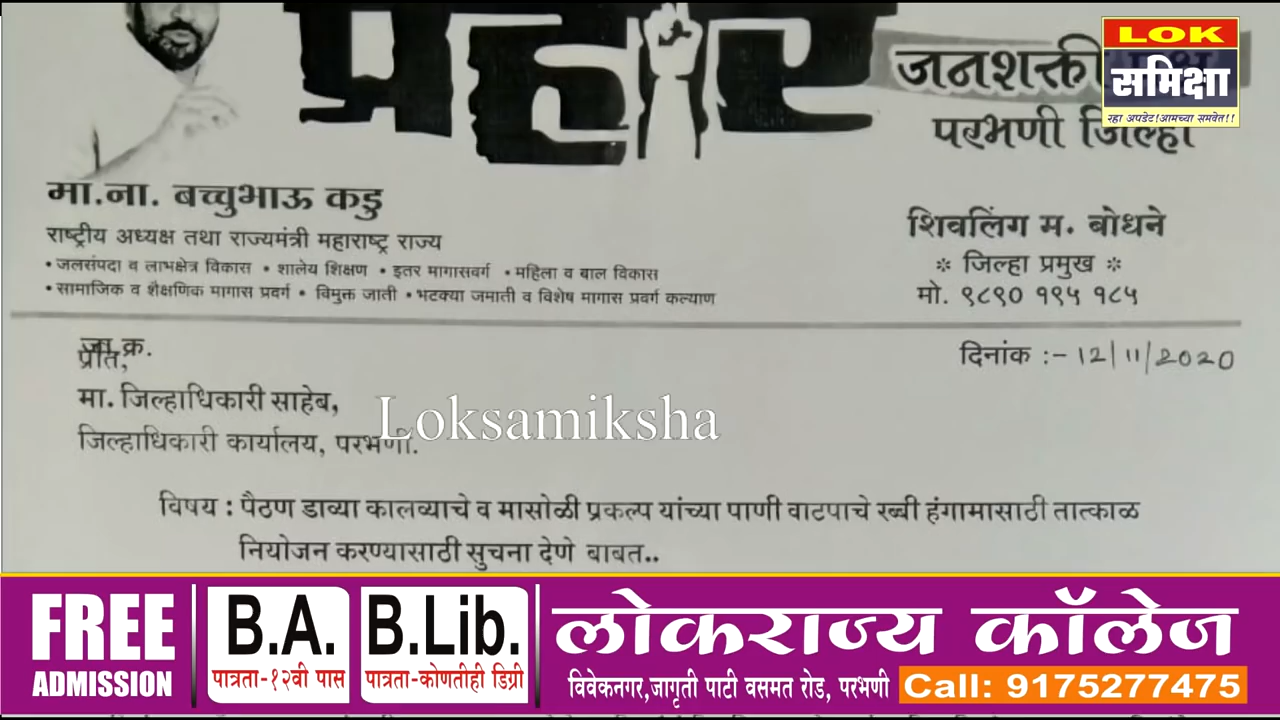 प्रहार
जनशक्ती
परभणी जिल्हा
LOK
समिक्षा
रहा अपडेट!आमच्या समवेत!!
मा.ना. बच्चुभाऊ कडु
राष्ट्रीय अध्यक्ष तथा राज्यमंत्री महाराष्ट्र राज्य
• जलसंपदा व लाभक्षेत्र विकास • शालेय शिक्षण • इतर मागासवर्ग • महिला व बाल विकास
• सामाजिक व शैक्षणिक मागास प्रवर्ग • विमुक्त जाती • भटक्या जमाती व विशेष मागास प्रवर्ग कल्याण
शिवलिंग म. बोधने
* जिल्हा प्रमुख *
मो. ९८९० १९५ १८५
जा.क्र.
प्रति,
दिनांक :- 12/11/2020
मा. जिल्हाधिकारी साहेब,
जिल्हाधिकारी कार्यालय, परभणी.
Loksamiksha
विषय : पैठण डाव्या कालव्याचे व मासोळी प्रकल्प यांच्या पाणी वाटपाचे रब्बी हंगामासाठी तात्काळ
नियोजन करण्यासाठी सुचना देणे बाबत..
FREE
ADMISSION
B.A.
पात्रता-१२वी पास
B.Lib.
पात्रता-कोणतीही डिग्री
लोकराज्य कॉलेज
विवेकनगर,जागृती पाटी वसमत रोड, परभणी
Call: 9175277475